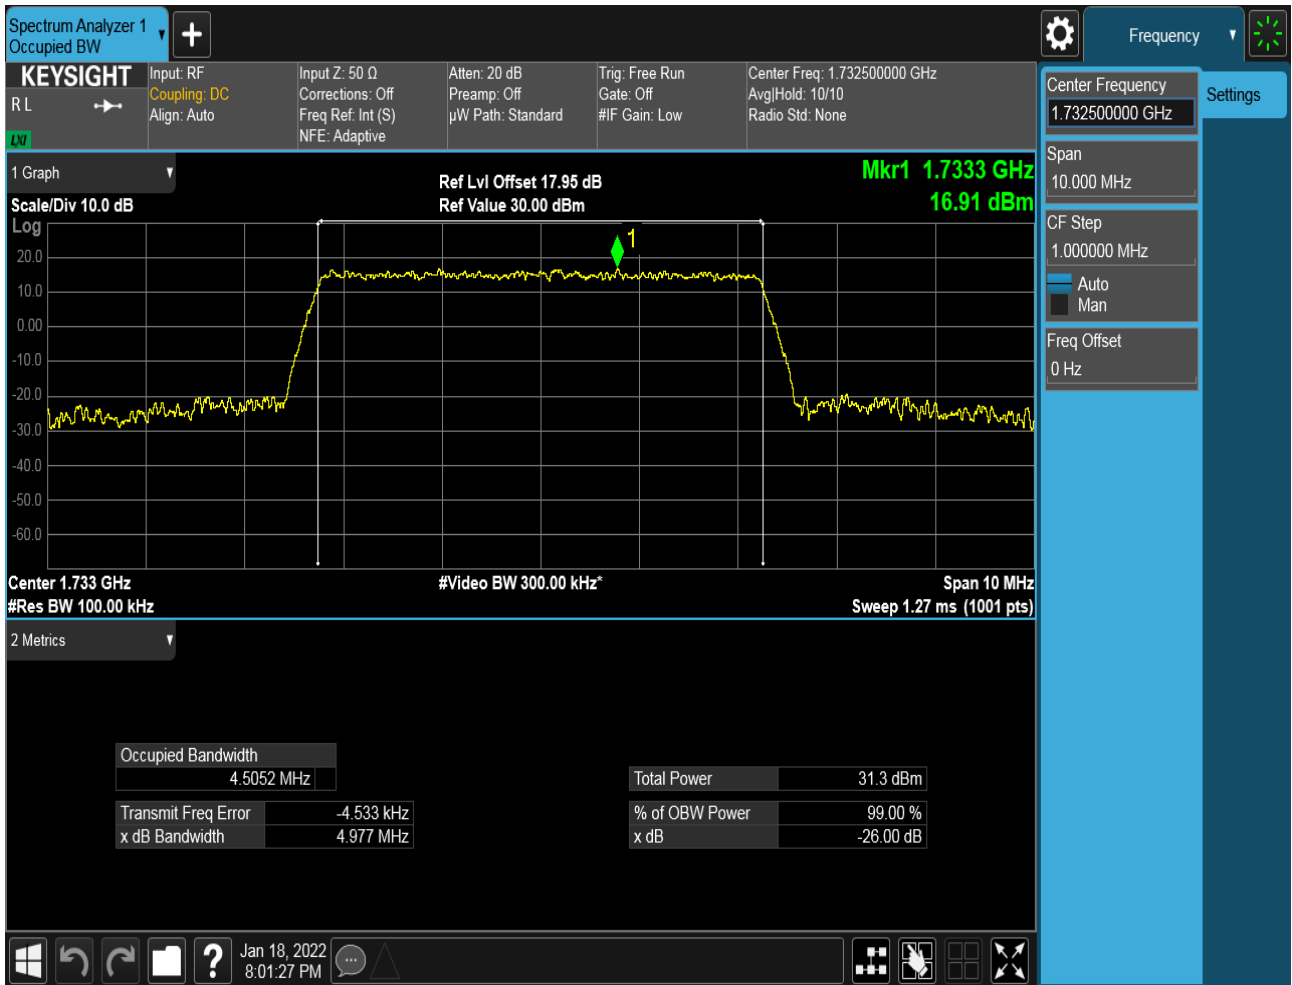 Spectrum Analyzer 1
Occupied BW
Frequency
KEYSIGHT
R L
LXI
Input: RF
Coupling: DC
Align: Auto
Input Z: 50 Ω
Corrections: Off
Freq Ref: Int (S)
NFE: Adaptive
Atten: 20 dB
Preamp: Off
µW Path: Standard
Trig: Free Run
Gate: Off
#IF Gain: Low
Center Freq: 1.732500000 GHz
Avg|Hold: 10/10
Radio Std: None
Center Frequency
1.732500000 GHz
Settings
Span
10.000 MHz
CF Step
1.000000 MHz
Auto
Man
Freq Offset
0 Hz
1 Graph
Scale/Div 10.0 dB
Ref Lvl Offset 17.95 dB
Ref Value 30.00 dBm
Mkr1 1.7333 GHz
16.91 dBm
Log
1
20.0
10.0
0.00
-10.0
-20.0
-30.0
-40.0
-50.0
-60.0
Center 1.733 GHz
#Res BW 100.00 kHz
#Video BW 300.00 kHz*
Span 10 MHz
Sweep 1.27 ms (1001 pts)
2 Metrics
Occupied Bandwidth
4.5052 MHz
Transmit Freq Error -4.533 kHz
x dB Bandwidth 4.977 MHz
Total Power 31.3 dBm
% of OBW Power 99.00 %
x dB -26.00 dB
?
Jan 18, 2022
8:01:27 PM